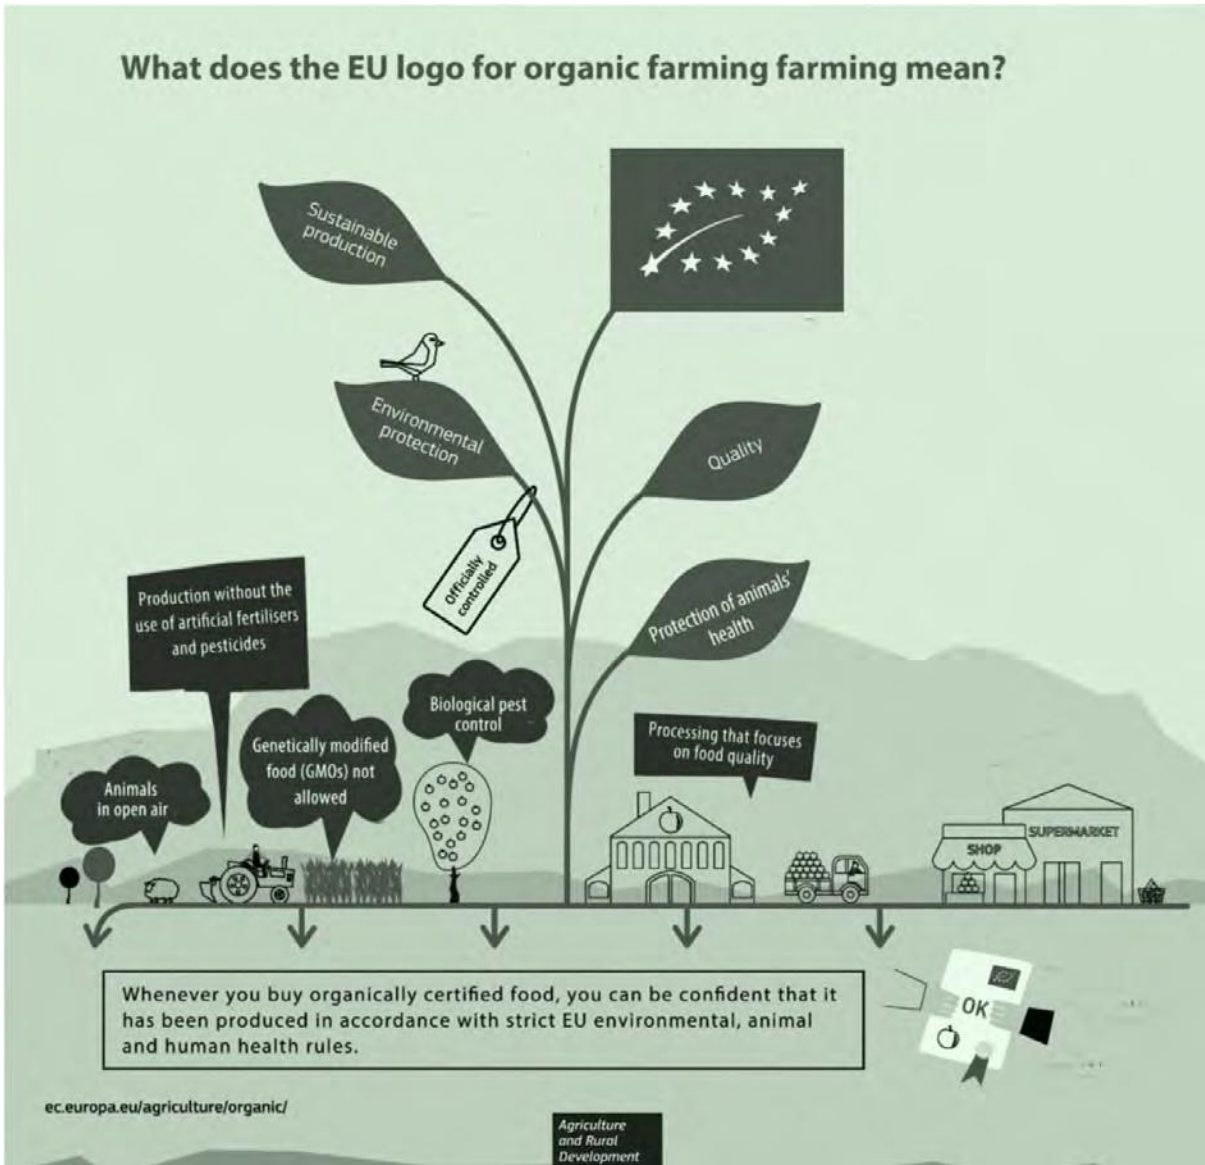 What does the EU logo for organic farming farming mean?
Sustainable
production
Environmental
protection
Quality
Officially
controlled
Protection of animals'
health
Production without the
use of artificial fertilisers
and pesticides
Biological pest
control
Genetically modified
food (GMOs) not
allowed
Animals
in open air
Processing that focuses
on food quality
SHOP
SUPERMARKET
Whenever you buy organically certified food, you can be confident that it
has been produced in accordance with strict EU environmental, animal
and human health rules.
OK
ec.europa.eu/agriculture/organic/
Agriculture
and Rural
Development